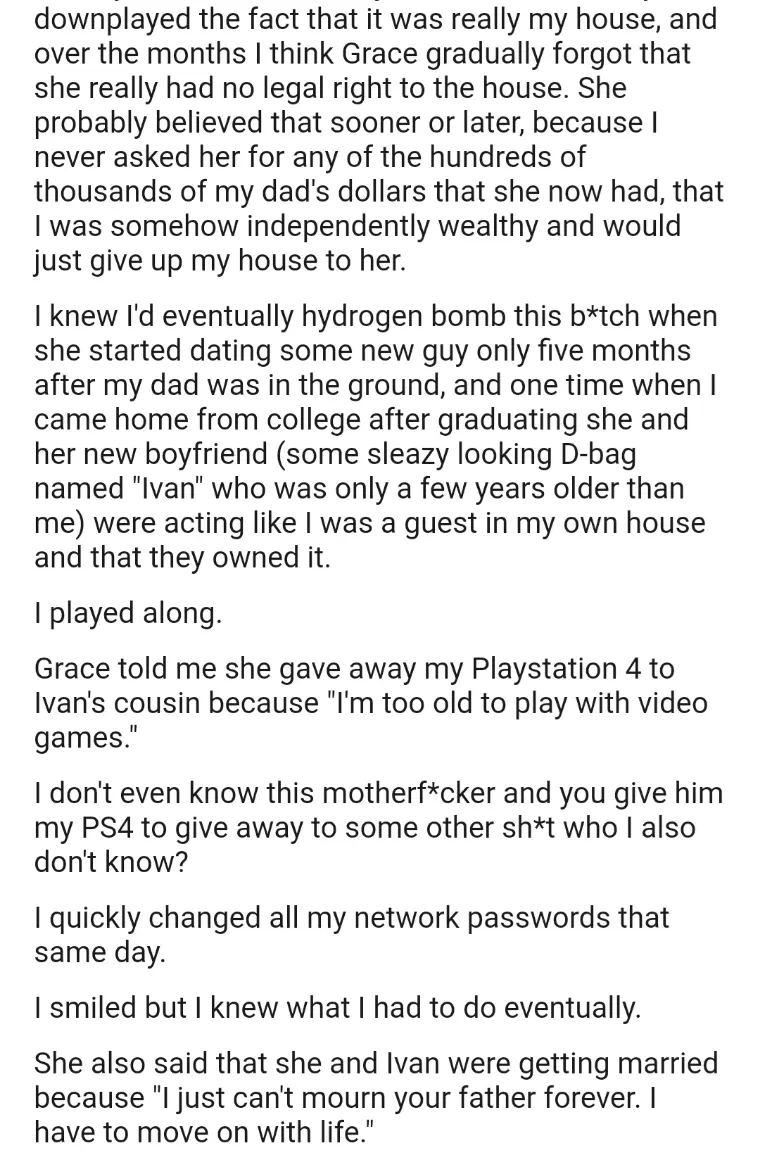 downplayed the fact that it was really my house, and
over the months I think Grace gradually forgot that
she really had no legal right to the house. She
probably believed that sooner or later, because I
never asked her for any of the hundreds of
thousands of my dad's dollars that she now had, that
I was somehow independently wealthy and would
just give up my house to her.
I knew I'd eventually hydrogen bomb this b*tch when
she started dating some new guy only five months
after my dad was in the ground, and one time when I
came home from college after graduating she and
her new boyfriend (some sleazy looking D-bag
named "Ivan" who was only a few years older than
me) were acting like I was a guest in my own house
and that they owned it.
I played along.
Grace told me she gave away my Playstation 4 to
Ivan's cousin because "I'm too old to play with video
games."
I don't even know this motherf*cker and you give him
my PS4 to give away to some other sh*t who I also
don't know?
I quickly changed all my network passwords that
same day.
I smiled but I knew what I had to do eventually.
She also said that she and Ivan were getting married
because "I just can't mourn your father forever. I
have to move on with life."